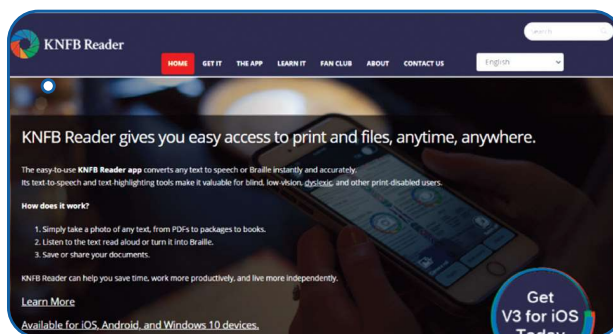 KNFB Reader
Search
HOME GET IT THE APP LEARN IT FAN CLUB ABOUT CONTACT US English
KNFB Reader gives you easy access to print and files, anytime, anywhere.
The easy-to-use KNFB Reader app converts any text to speech or Braille instantly and accurately.
Its text-to-speech and text-highlighting tools make it valuable for blind, low-vision, dyslexic, and other print-disabled users.
How does it work?
1. Simply take a photo of any text, from PDFs to packages to books.
2. Listen to the text read aloud or turn it into Braille.
3. Save or share your documents.
KNFB Reader can help you save time, work more productively, and live more independently.
Learn More
Available for iOS, Android, and Windows 10 devices.
Get
V3 for iOS
Today